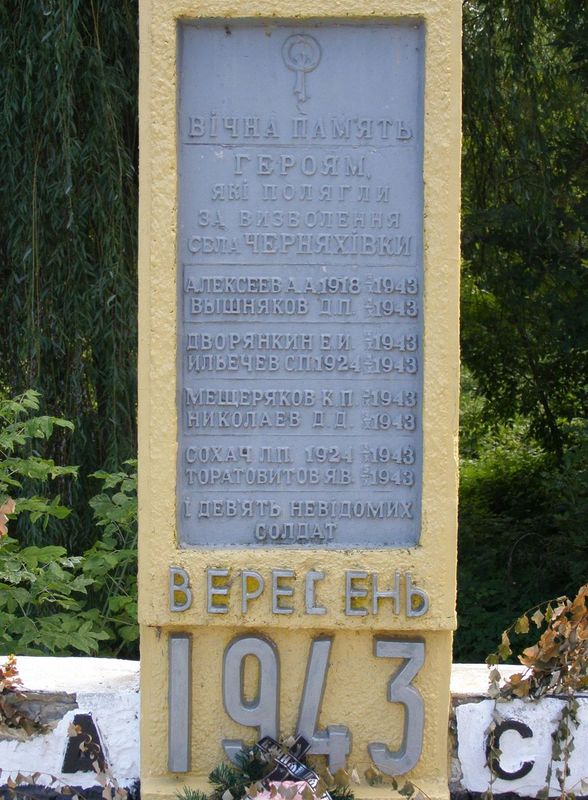 ВІЧНА ПАМ'ЯТЬ
ГЕРОЯМ,
ЯКІ ПОЛЯГЛИ
ЗА ВИЗВОЛЕННЯ
СЕЛА ЧЕРНЯХІВКИ
АЛЕКСЕЕВ А.А. 1918 1943
ВЫШНЯКОВ Д.П. 1943
ДВОРЯНКИН Е.И. 1943
ИЛЬЕЧЕВ С.П. 1924 1943
МЕЩЕРЯКОВ К.П. 1943
НИКОЛАЕВ Д.Д. 1943
СОХАЧ Л.П. 1924 1943
ТОРАТОБИТОВ Я.В. 1943
І ДЕВ'ЯТЬ НЕВІДОМИХ
СОЛДАТ
ВЕРЕСЕНЬ
1943
А С